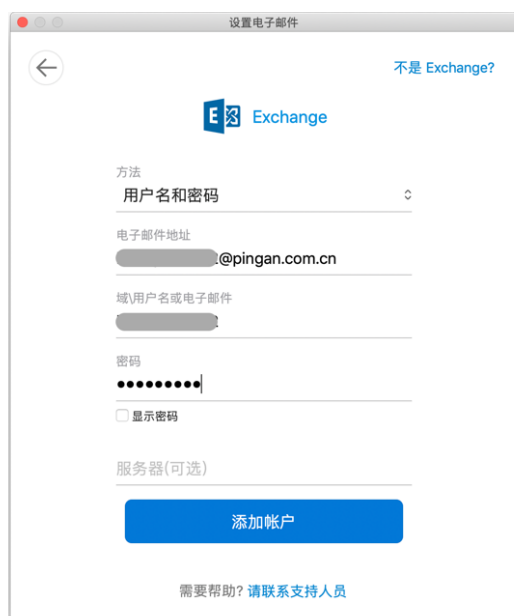 设置电子邮件
不是 Exchange?
Exchange
方法
用户名和密码
电子邮件地址
@pingan.com.cn
域\用户名或电子邮件
密码
显示密码
服务器(可选)
添加帐户
需要帮助? 请联系支持人员